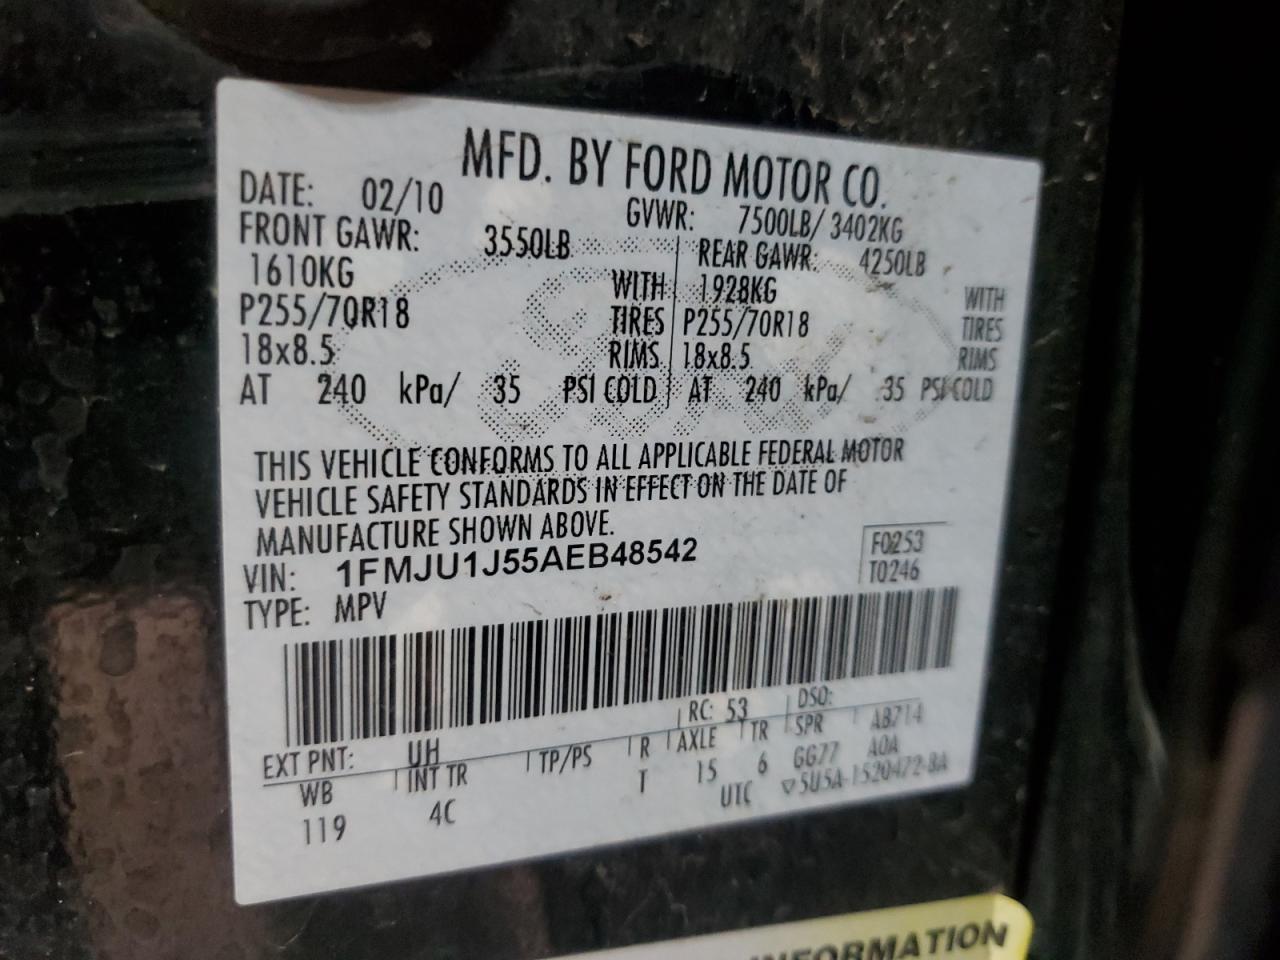 MFD. BY FORD MOTOR CO.
DATE: 02/10 GVWR: 7500LB/ 3402KG
FRONT GAWR: 3550LB REAR GAWR: 4250LB
1610KG WITH 1928KG WITH
P255/70R18 TIRES P255/70R18 TIRES
18x8.5 RIMS 18x8.5 RIMS
AT 240 kPa/ 35 PSI COLD AT 240 kPa/ 35 PSI COLD
THIS VEHICLE CONFORMS TO ALL APPLICABLE FEDERAL MOTOR
VEHICLE SAFETY STANDARDS IN EFFECT ON THE DATE OF
MANUFACTURE SHOWN ABOVE.
VIN: 1FMJU1J55AEB48542
F0253
T0246
TYPE: MPV
EXT PNT: UH RC: 53 DSO:
WB INT TR TP/PS R AXLE TR SPR AB714
119 4C T 15 6 GG77 A0A
UTC ▽5U5A-1520472-BA
INFORMATION